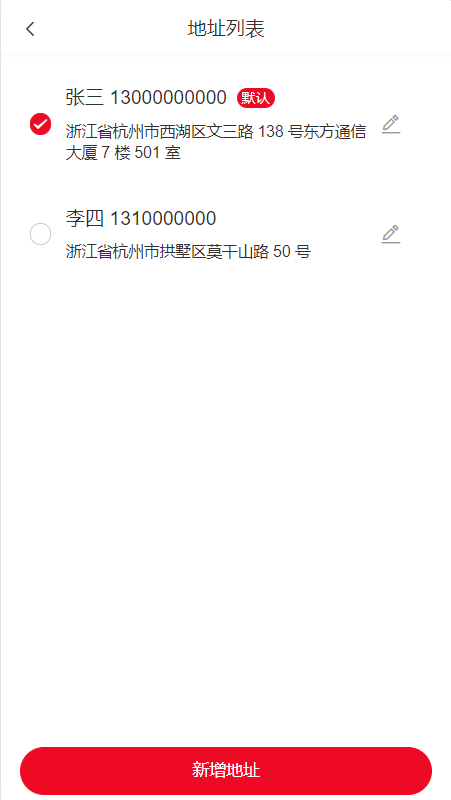 地址列表
张三 13000000000 默认
浙江省杭州市西湖区文三路 138 号东方通信
大厦 7 楼 501 室
李四 1310000000
浙江省杭州市拱墅区莫干山路 50 号
新增地址